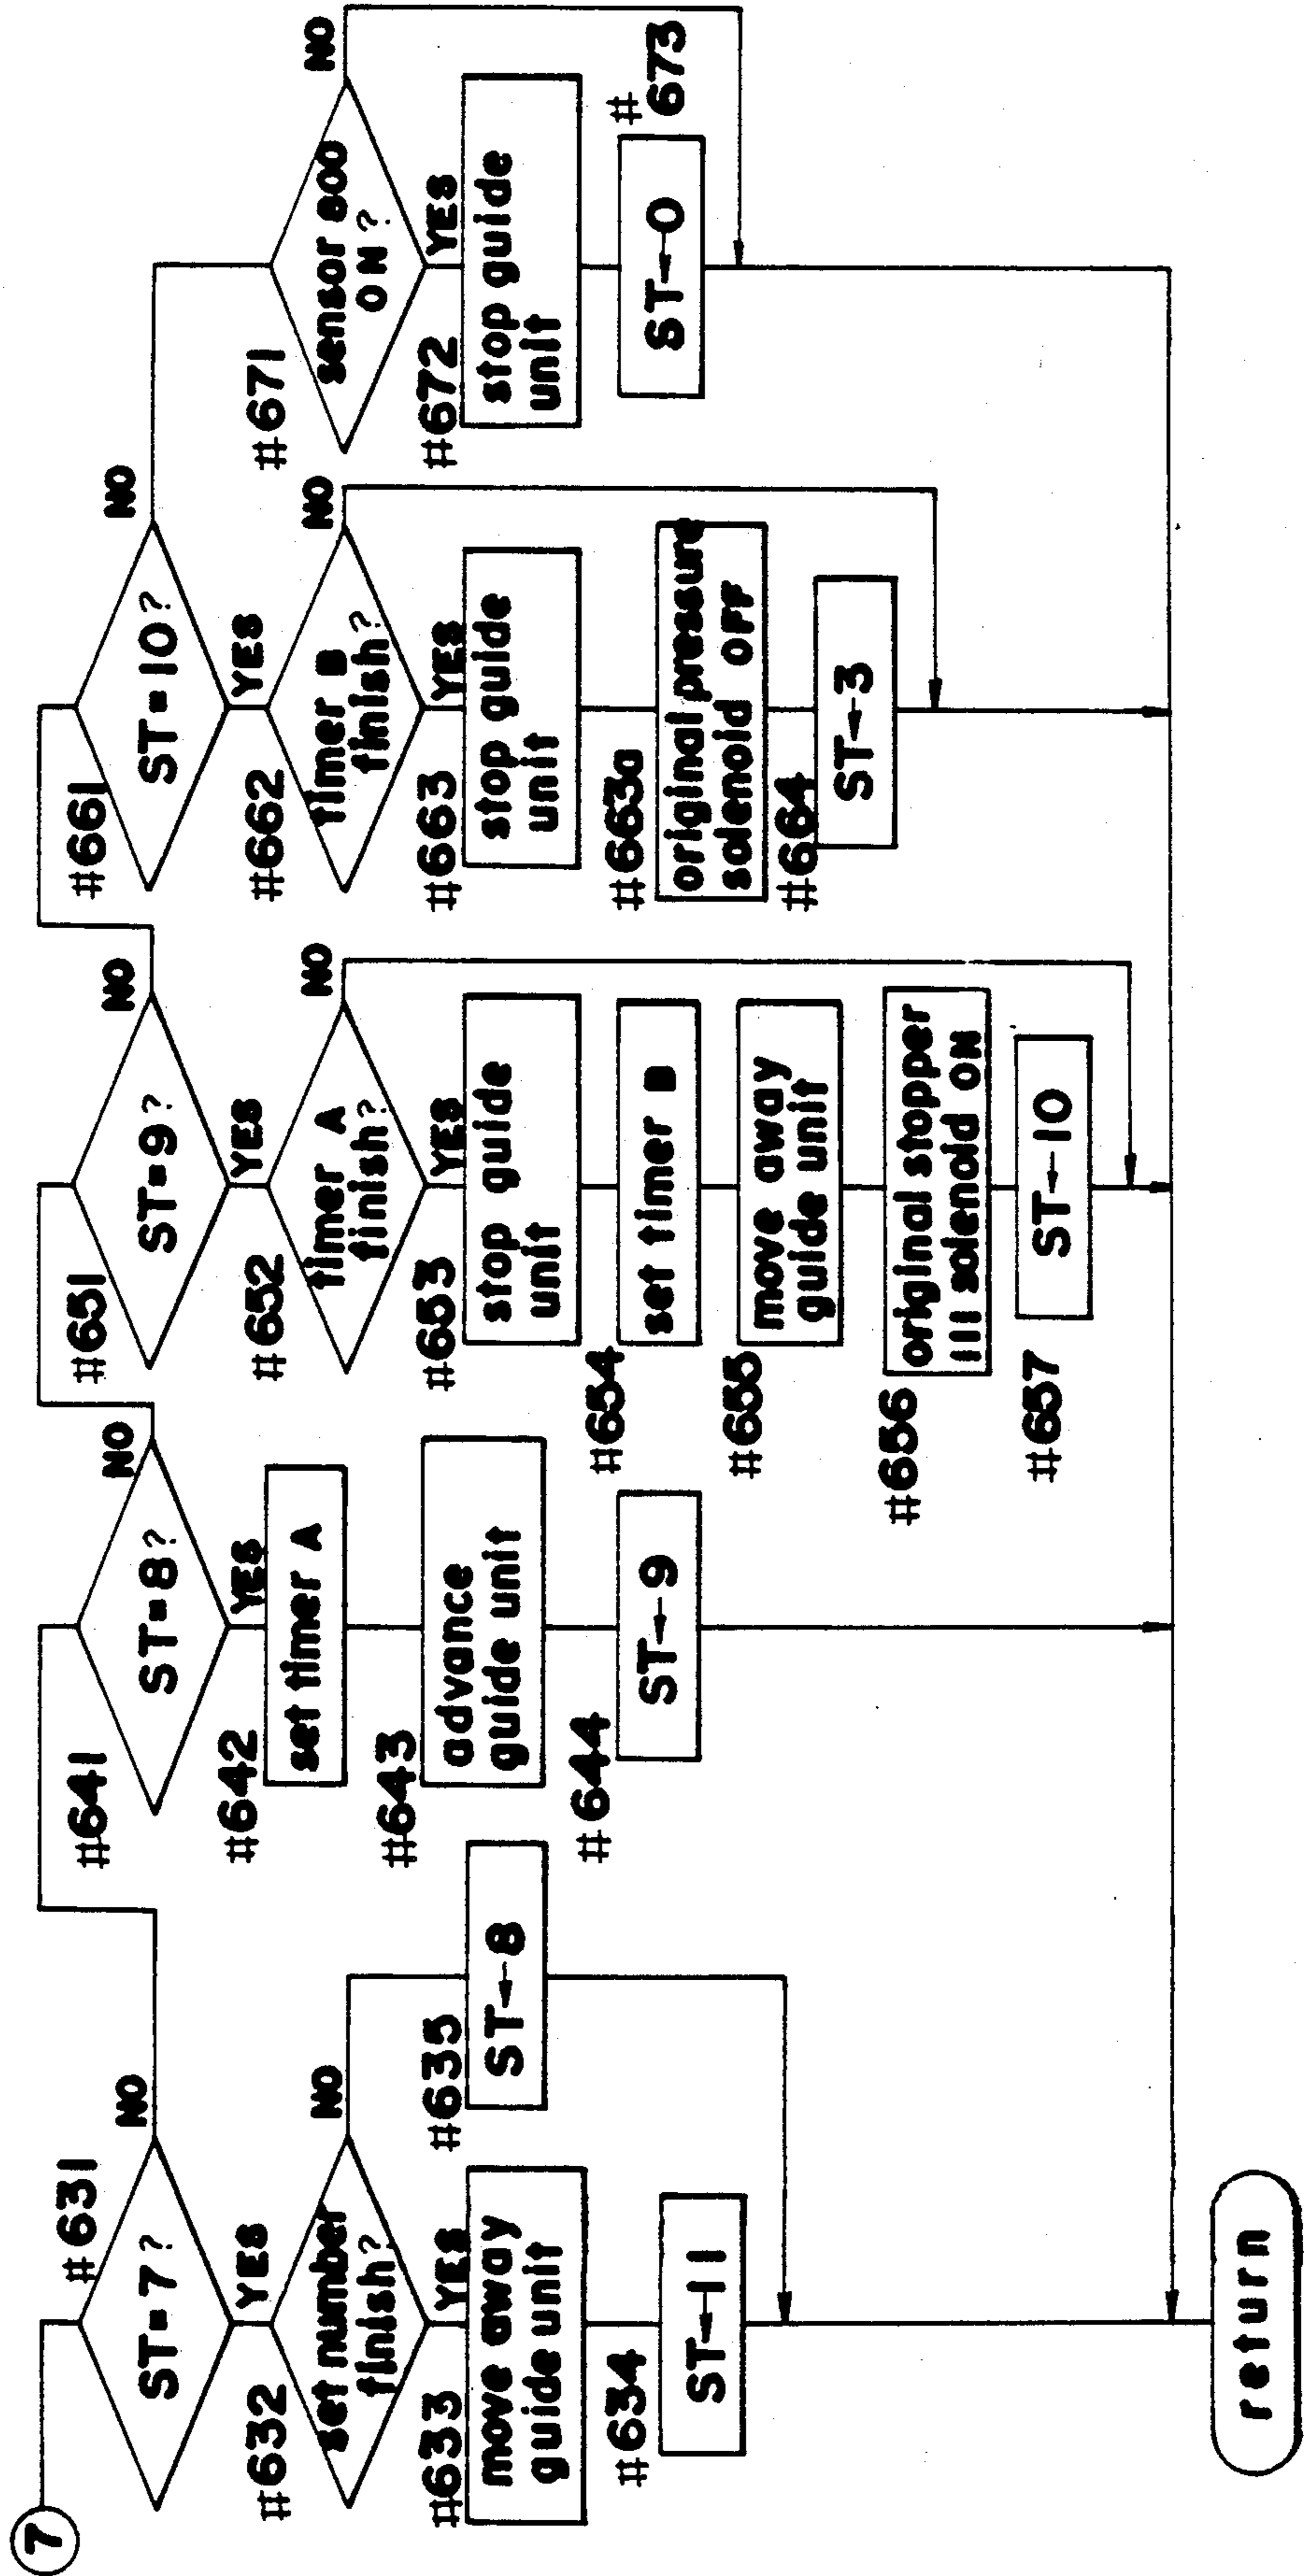 7
#631
ST=7?
NO
YES
#632
set number
finish?
NO
YES
#633
move away
guide unit
#634
ST←11
#635
ST←8
#641
ST=8?
NO
YES
#642
set timer A
#643
advance
guide unit
#644
ST←9
#651
ST=9?
NO
YES
#652
timer A
finish?
NO
YES
#653
stop guide
unit
#654
set timer B
#655
move away
guide unit
#656
original stopper
111 solenoid ON
#657
ST←10
#661
ST=10?
NO
YES
#662
timer B
finish?
NO
YES
#663
stop guide
unit
#663a
original pressure
solenoid OFF
#664
ST←3
#671
sensor 800
ON?
NO
YES
#672
stop guide
unit
#
673
ST←0
return